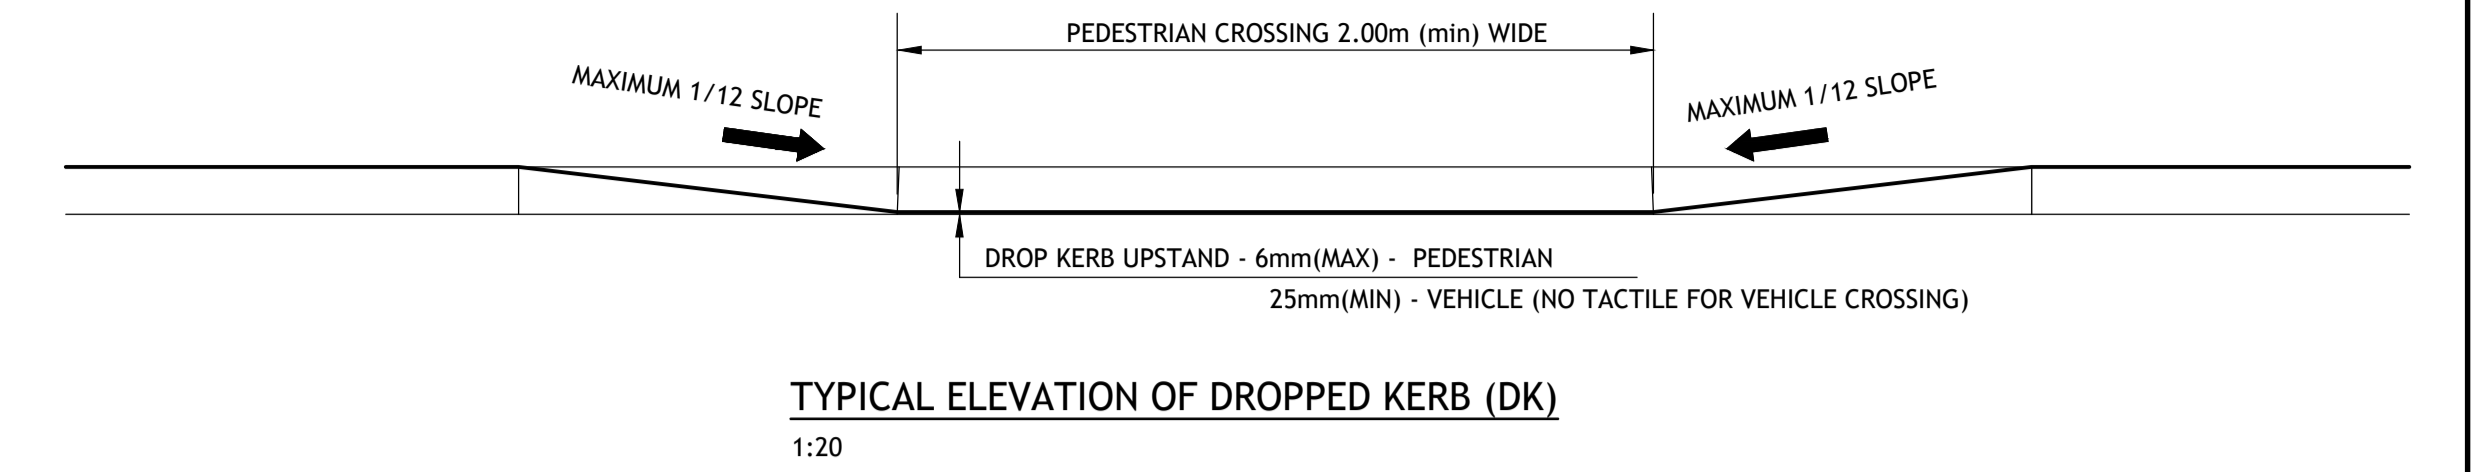 PEDESTRIAN CROSSING 2.00m (min) WIDE
MAXIMUM 1/12 SLOPE
MAXIMUM 1/12 SLOPE
DROP KERB UPSTAND - 6mm(MAX) - PEDESTRIAN
25mm(MIN) - VEHICLE (NO TACTILE FOR VEHICLE CROSSING)
TYPICAL ELEVATION OF DROPPED KERB (DK)
1:20